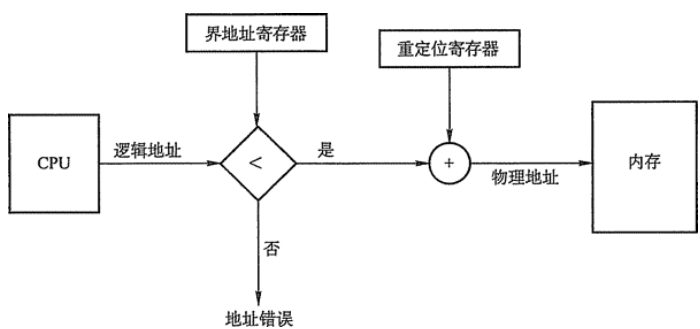 界地址寄存器
重定位寄存器
CPU
逻辑地址
<
是
+
物理地址
内存
否
地址错误